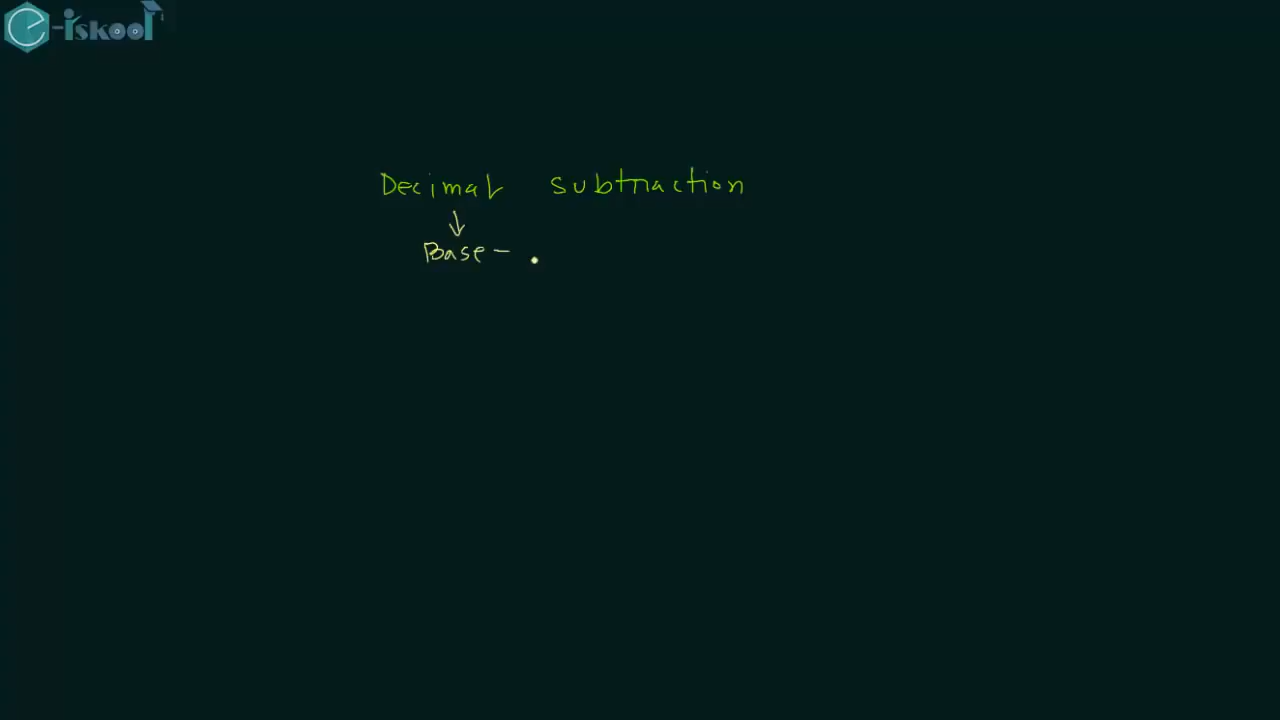 e-iskool
Decimal subtraction
↓
Base -